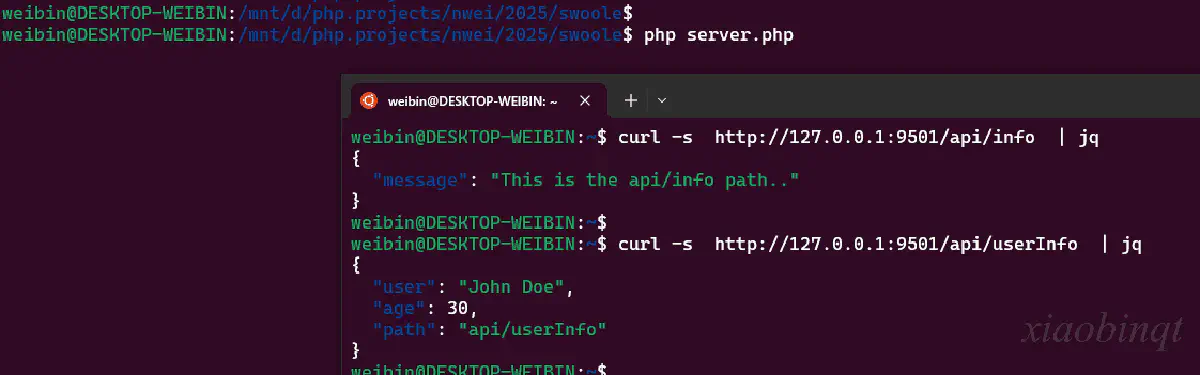 weibin@DESKTOP-WEIBIN:/mnt/d/php.projects/nwei/2025/swoole$
weibin@DESKTOP-WEIBIN:/mnt/d/php.projects/nwei/2025/swoole$ php server.php
weibin@DESKTOP-WEIBIN: ~
weibin@DESKTOP-WEIBIN:~$ curl -s  http://127.0.0.1:9501/api/info  | jq
{
  "message": "This is the api/info path.."
}
weibin@DESKTOP-WEIBIN:~$
weibin@DESKTOP-WEIBIN:~$ curl -s  http://127.0.0.1:9501/api/userInfo  | jq
{
  "user": "John Doe",
  "age": 30,
  "path": "api/userInfo"
}
weibin@DESKTOP-WEIBIN:~$
xiaobinqt